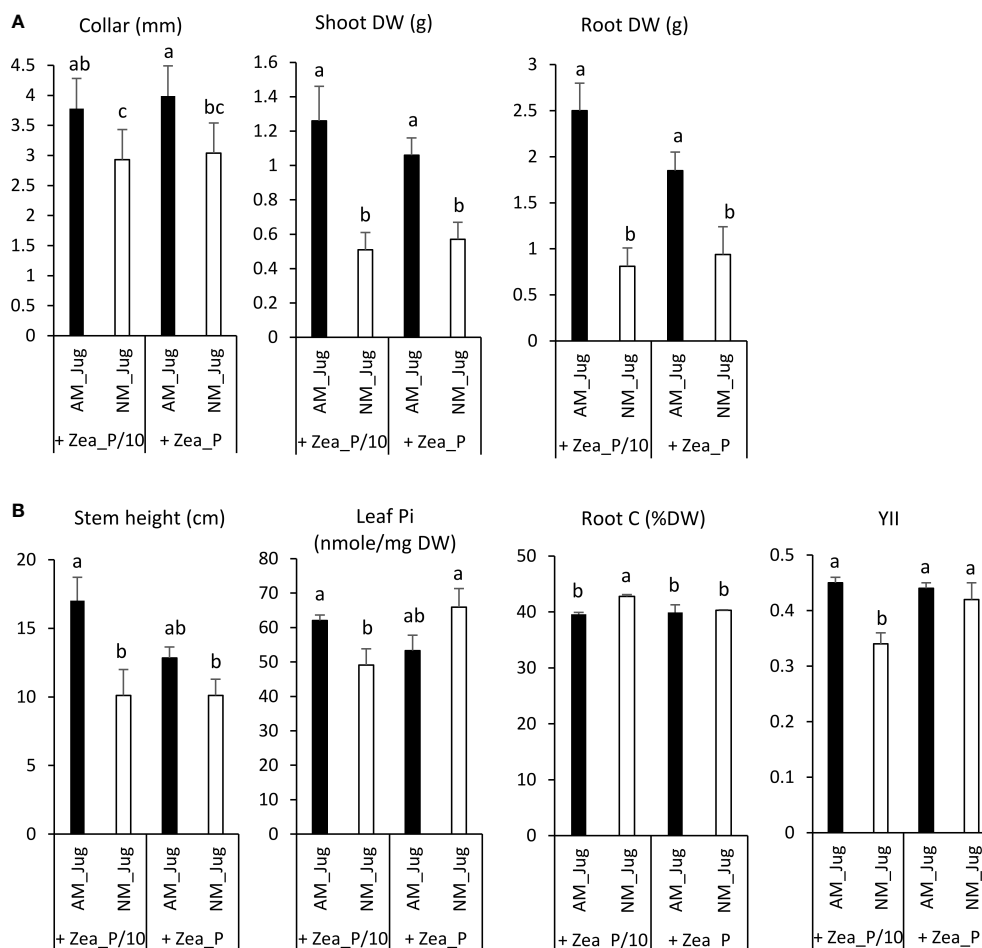 A
Collar (mm)
4.5
4
3.5
3
2.5
2
1.5
1
0.5
0
ab
c
a
bc
AM_Jug
NM_Jug
AM_Jug
NM_Jug
+ Zea_P/10
+ Zea_P
Shoot DW (g)
1.6
1.4
1.2
1
0.8
0.6
0.4
0.2
0
a
b
a
b
AM_Jug
NM_Jug
AM_Jug
NM_Jug
+ Zea_P/10
+ Zea_P
Root DW (g)
3
2.5
2
1.5
1
0.5
0
a
b
a
b
AM_Jug
NM_Jug
AM_Jug
NM_Jug
+ Zea_P/10
+ Zea_P
B
Stem height (cm)
20
15
10
5
0
a
b
ab
b
AM_Jug
NM_Jug
AM_Jug
NM_Jug
+ Zea_P/10
+ Zea_P
Leaf Pi
(nmole/mg DW)
80
70
60
50
40
30
20
10
0
a
b
ab
a
AM_Jug
NM_Jug
AM_Jug
NM_Jug
+ Zea_P/10
+ Zea_P
Root C (%DW)
50
40
30
20
10
0
b
a
b
b
AM_Jug
NM_Jug
AM_Jug
NM_Jug
+ Zea P/10
+ Zea P
YII
0.5
0.4
0.3
0.2
0.1
0
a
b
a
a
AM_Jug
NM_Jug
AM_Jug
NM_Jug
+ Zea_P/10
+ Zea_P